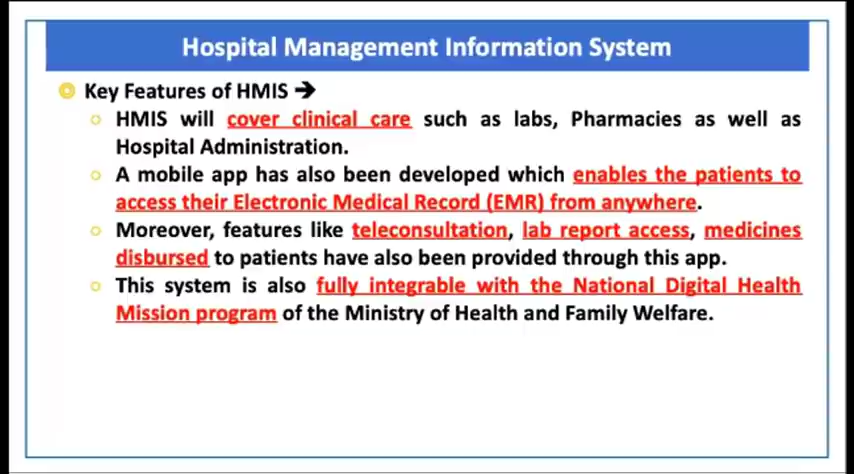 Hospital Management Information System
Key Features of HMIS ➔
HMIS will cover clinical care such as labs, Pharmacies as well as
Hospital Administration.
A mobile app has also been developed which enables the patients to
access their Electronic Medical Record (EMR) from anywhere.
Moreover, features like teleconsultation, lab report access, medicines
disbursed to patients have also been provided through this app.
This system is also fully integrable with the National Digital Health
Mission program of the Ministry of Health and Family Welfare.